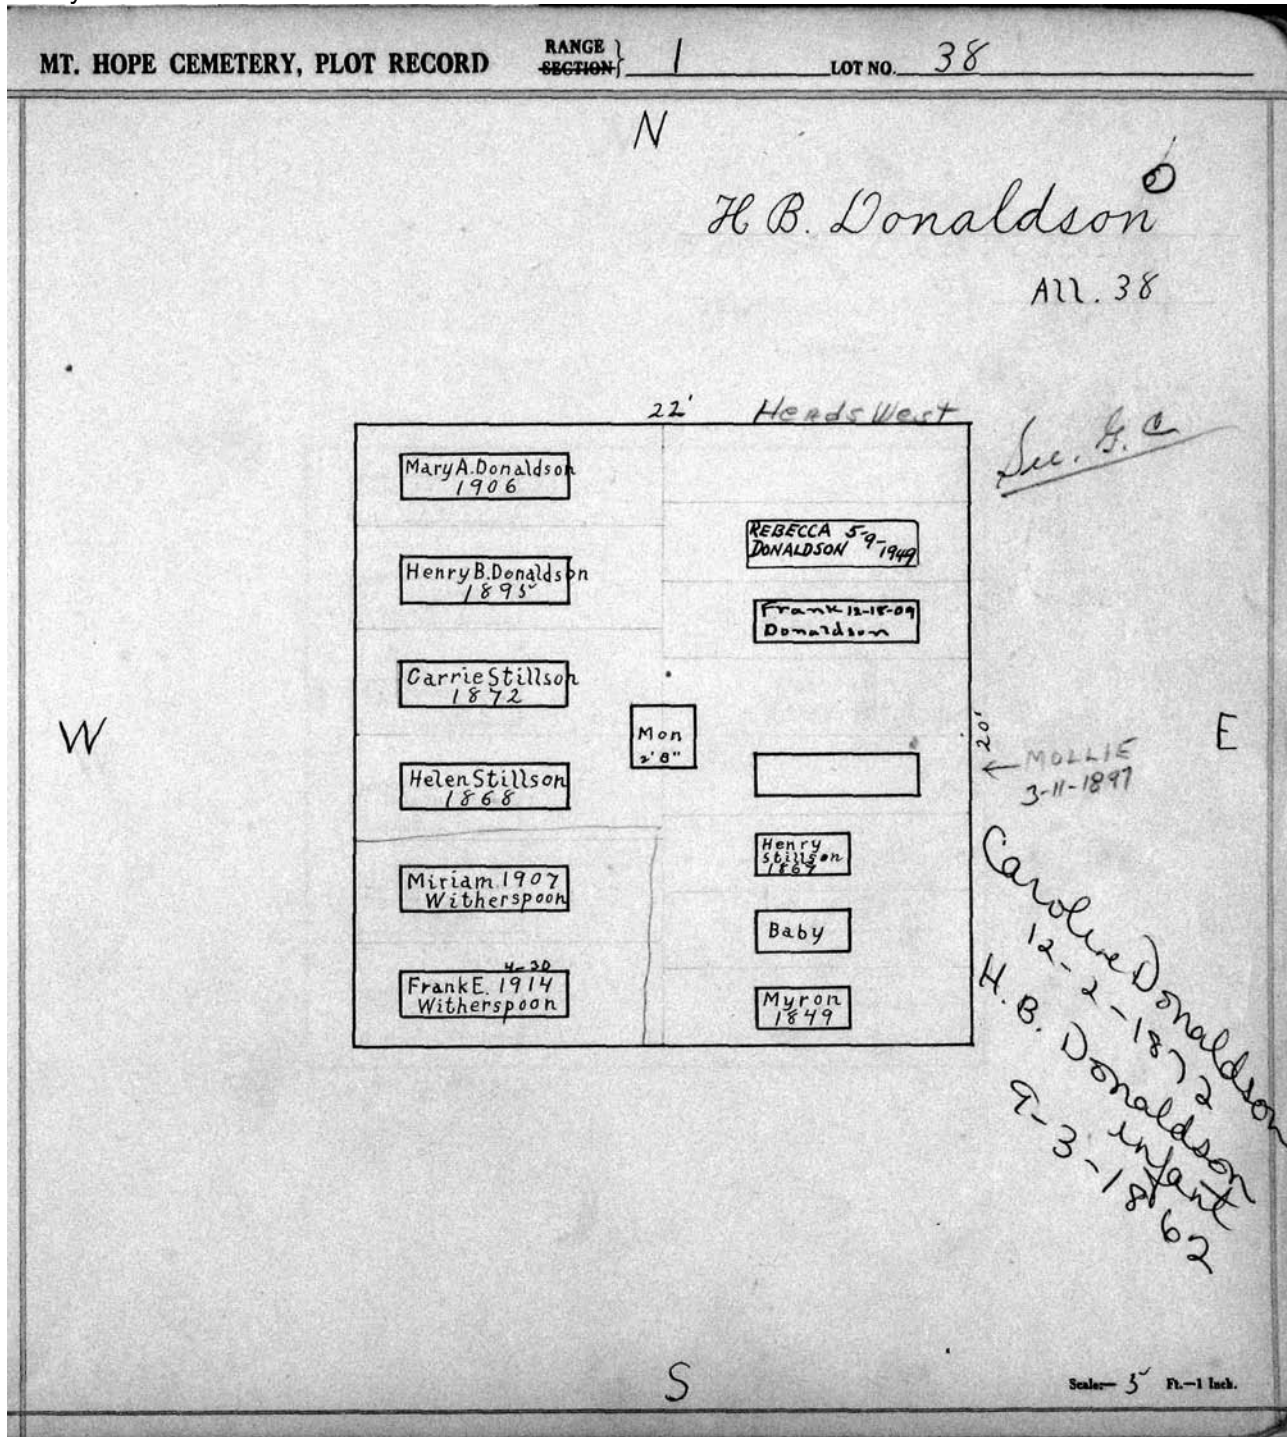 MT. HOPE CEMETERY, PLOT RECORD RANGE SECTION } 1 LOT NO. 38
N
H B. Donaldson
All. 38
22' Heads West
Mary A. Donaldson
1906
Henry B. Donaldson
1895
Carrie Stillson
1872
Helen Stillson
1868
Miriam 1907
Witherspoon
4-30
Frank E. 1914
Witherspoon
Mon
2' 8"
REBECCA 5-9-1949
DONALDSON
Frank 12-18-09
Donaldson
Henry
Stillson
1867
Baby
Myron
1849
W
E
20'
← MOLLIE
3-11-1897
Caroline Donaldson
12-2-1872
H. B. Donaldson
infant
9-3-1862
S
Scale:— 5 Ft.—1 Inch.